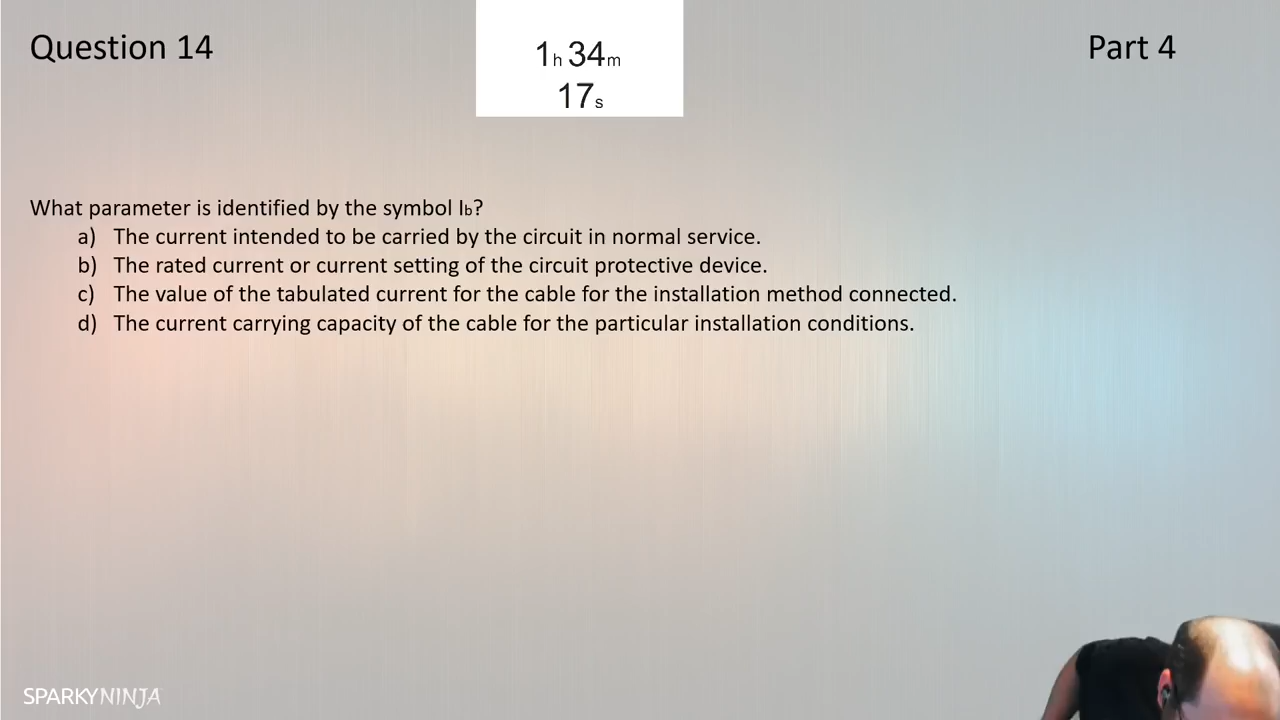 Question 14
1h 34m
17s
Part 4
What parameter is identified by the symbol Ib?
a) The current intended to be carried by the circuit in normal service.
b) The rated current or current setting of the circuit protective device.
c) The value of the tabulated current for the cable for the installation method connected.
d) The current carrying capacity of the cable for the particular installation conditions.
SPARKYNINJA